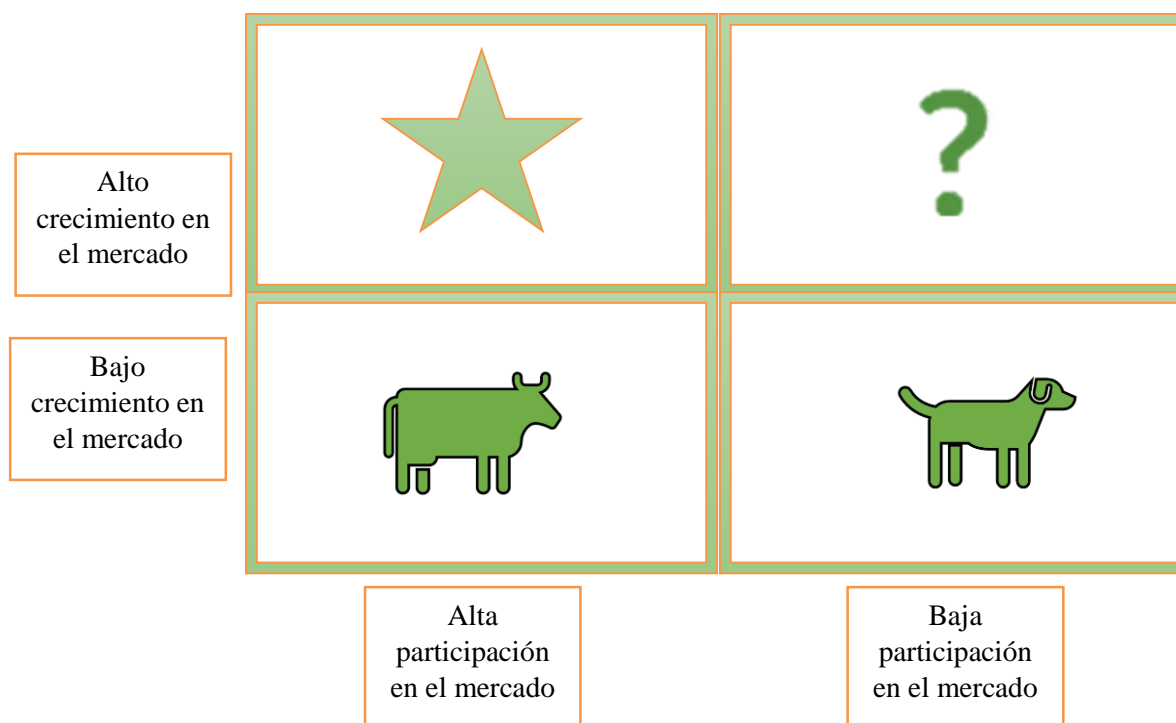 ?
Alto
crecimiento en
el mercado
Bajo
crecimiento en
el mercado
Alta
participación
en el mercado
Baja
participación
en el mercado